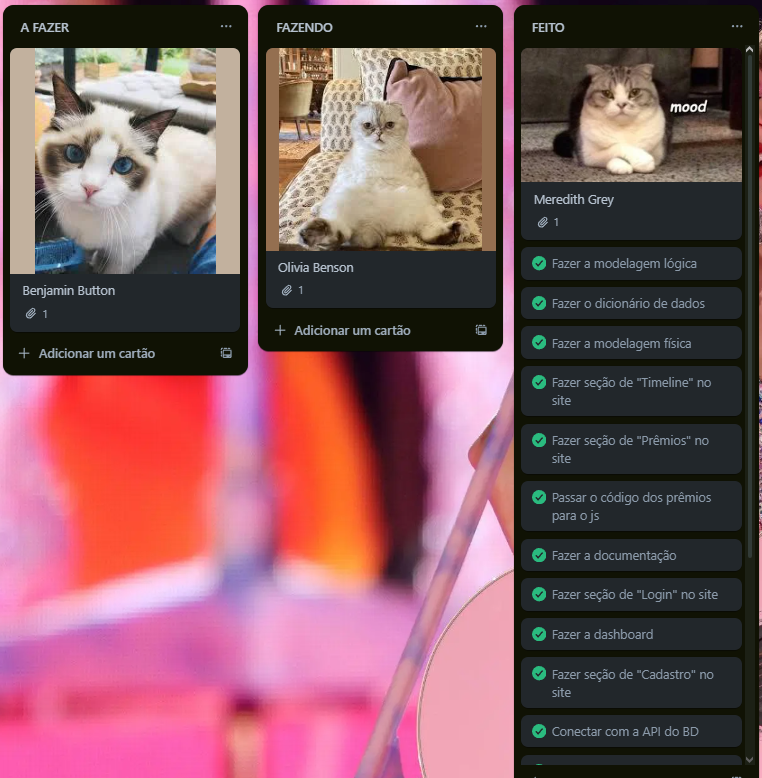 A FAZER
Benjamin Button
1
Adicionar um cartão
FAZENDO
Olivia Benson
1
Adicionar um cartão
FEITO
mood
Meredith Grey
1
Fazer a modelagem lógica
Fazer o dicionário de dados
Fazer a modelagem física
Fazer seção de "Timeline" no
site
Fazer seção de "Prêmios" no
site
Passar o código dos prêmios
para o js
Fazer a documentação
Fazer seção de "Login" no site
Fazer a dashboard
Fazer seção de "Cadastro" no
site
Conectar com a API do BD